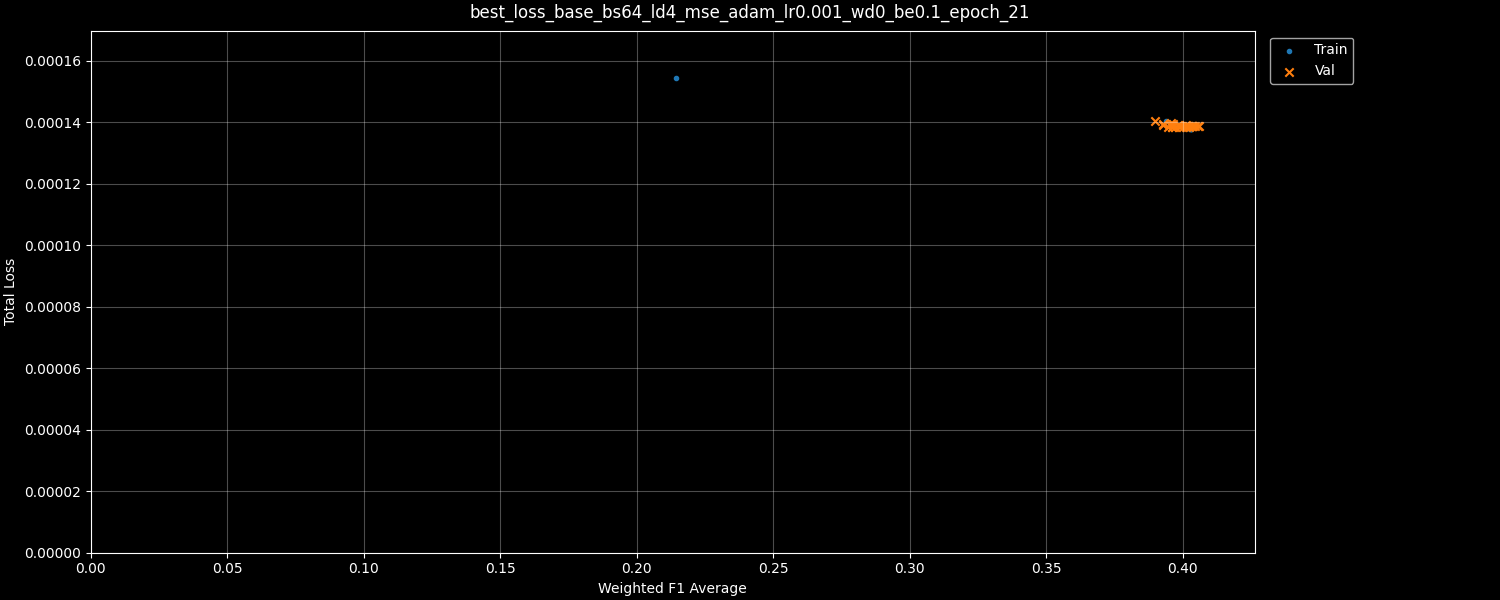 best_loss_base_bs64_ld4_mse_adam_lr0.001_wd0_be0.1_epoch_21
Train
Val
0.00016
0.00014
0.00012
0.00010
0.00008
0.00006
0.00004
0.00002
0.00000
Total Loss
0.00 0.05 0.10 0.15 0.20 0.25 0.30 0.35 0.40
Weighted F1 Average